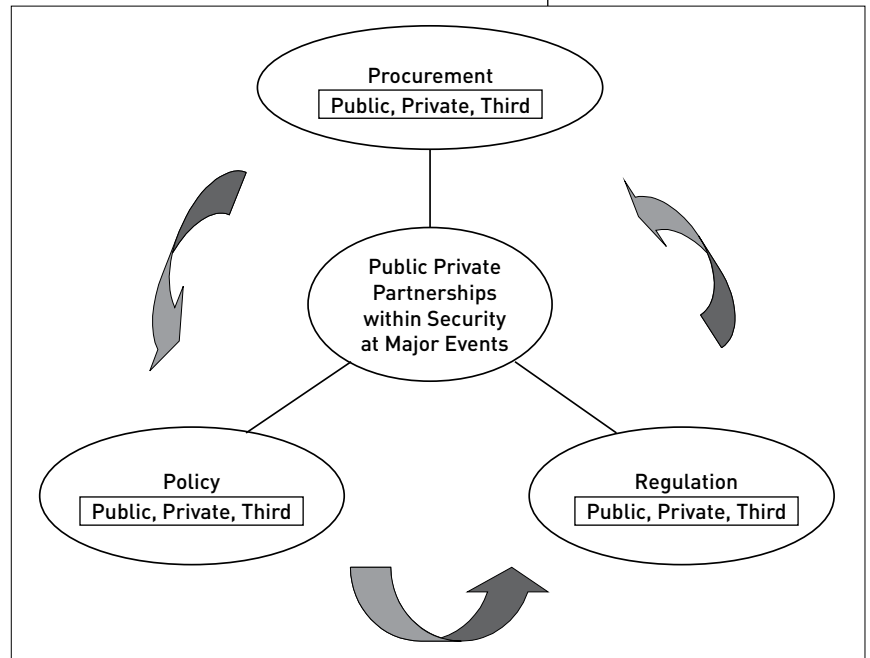 Procurement
Public, Private, Third
Public Private
Partnerships
within Security
at Major Events
Policy
Public, Private, Third
Regulation
Public, Private, Third